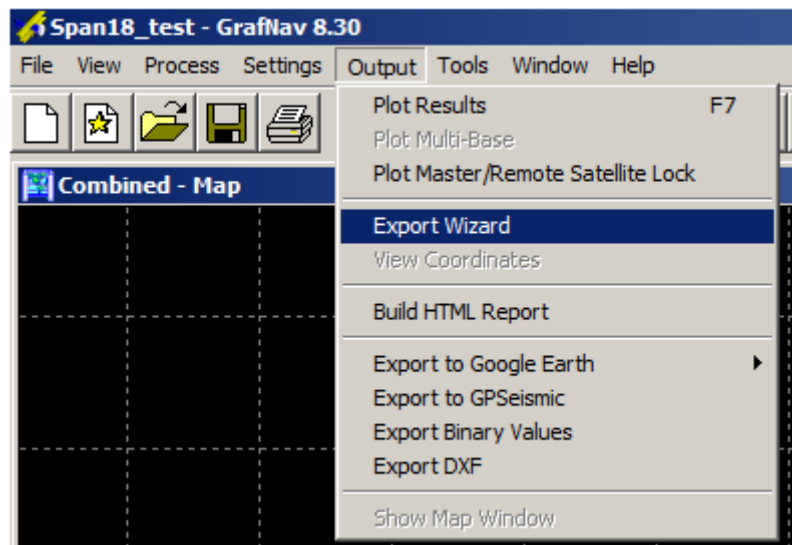 Span18_test - GrafNav 8.30
File View Process Settings Output Tools Window Help
Plot Results F7
Plot Multi-Base
Plot Master/Remote Satellite Lock
Combined - Map
Export Wizard
View Coordinates
Build HTML Report
Export to Google Earth
Export to GPSeismic
Export Binary Values
Export DXF
Show Map Window